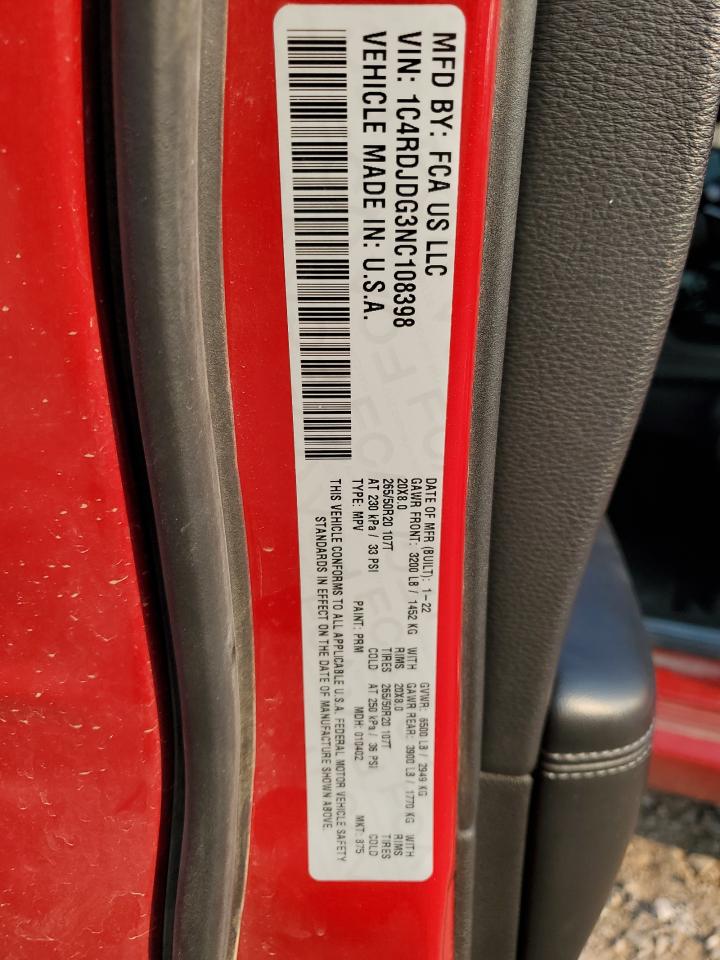 MFD BY: FCA US LLC
VIN: 1C4RDJDG3NC108398
VEHICLE MADE IN: U.S.A.
DATE OF MFR (BUILT): 1-22 GVWR: 6500 LB / 2949 KG
GAWR FRONT: 3200 LB / 1452 KG WITH GAWR REAR: 3900 LB / 1770 KG WITH
20X8.0 RIMS 20X8.0 RIMS
265/50R20 107T TIRES 265/50R20 107T TIRES
AT 230 kPa / 33 PSI COLD AT 250 kPa / 36 PSI COLD
TYPE: MPV PAINT: PRM MDH: 010402 MKT: 875
THIS VEHICLE CONFORMS TO ALL APPLICABLE U.S.A. FEDERAL MOTOR VEHICLE SAFETY
STANDARDS IN EFFECT ON THE DATE OF MANUFACTURE SHOWN ABOVE.